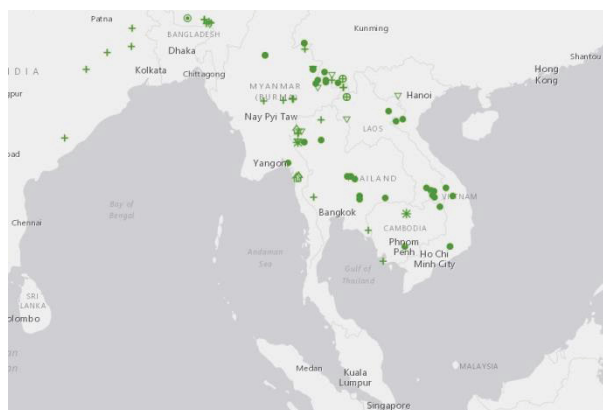 Patna
Kunming
BANGLADESH
Dhaka
Shantou
Hong
Kong
I N D I A
Kolkata
Chittagong
MYANMAR
(BURMA)
Hanoi
gpur
Nay Pyi Taw
LAOS
bad
Yangon
THAILAND
VIETNAM
Bay of
Bengal
Bangkok
Chennai
CAMBODIA
Andaman
Sea
Phnom
Penh
Ho Chi
Minh City
Gulf of
Thailand
SRI
LANKA
olombo
MALAYSIA
Medan
Kuala
Lumpur
Singapore